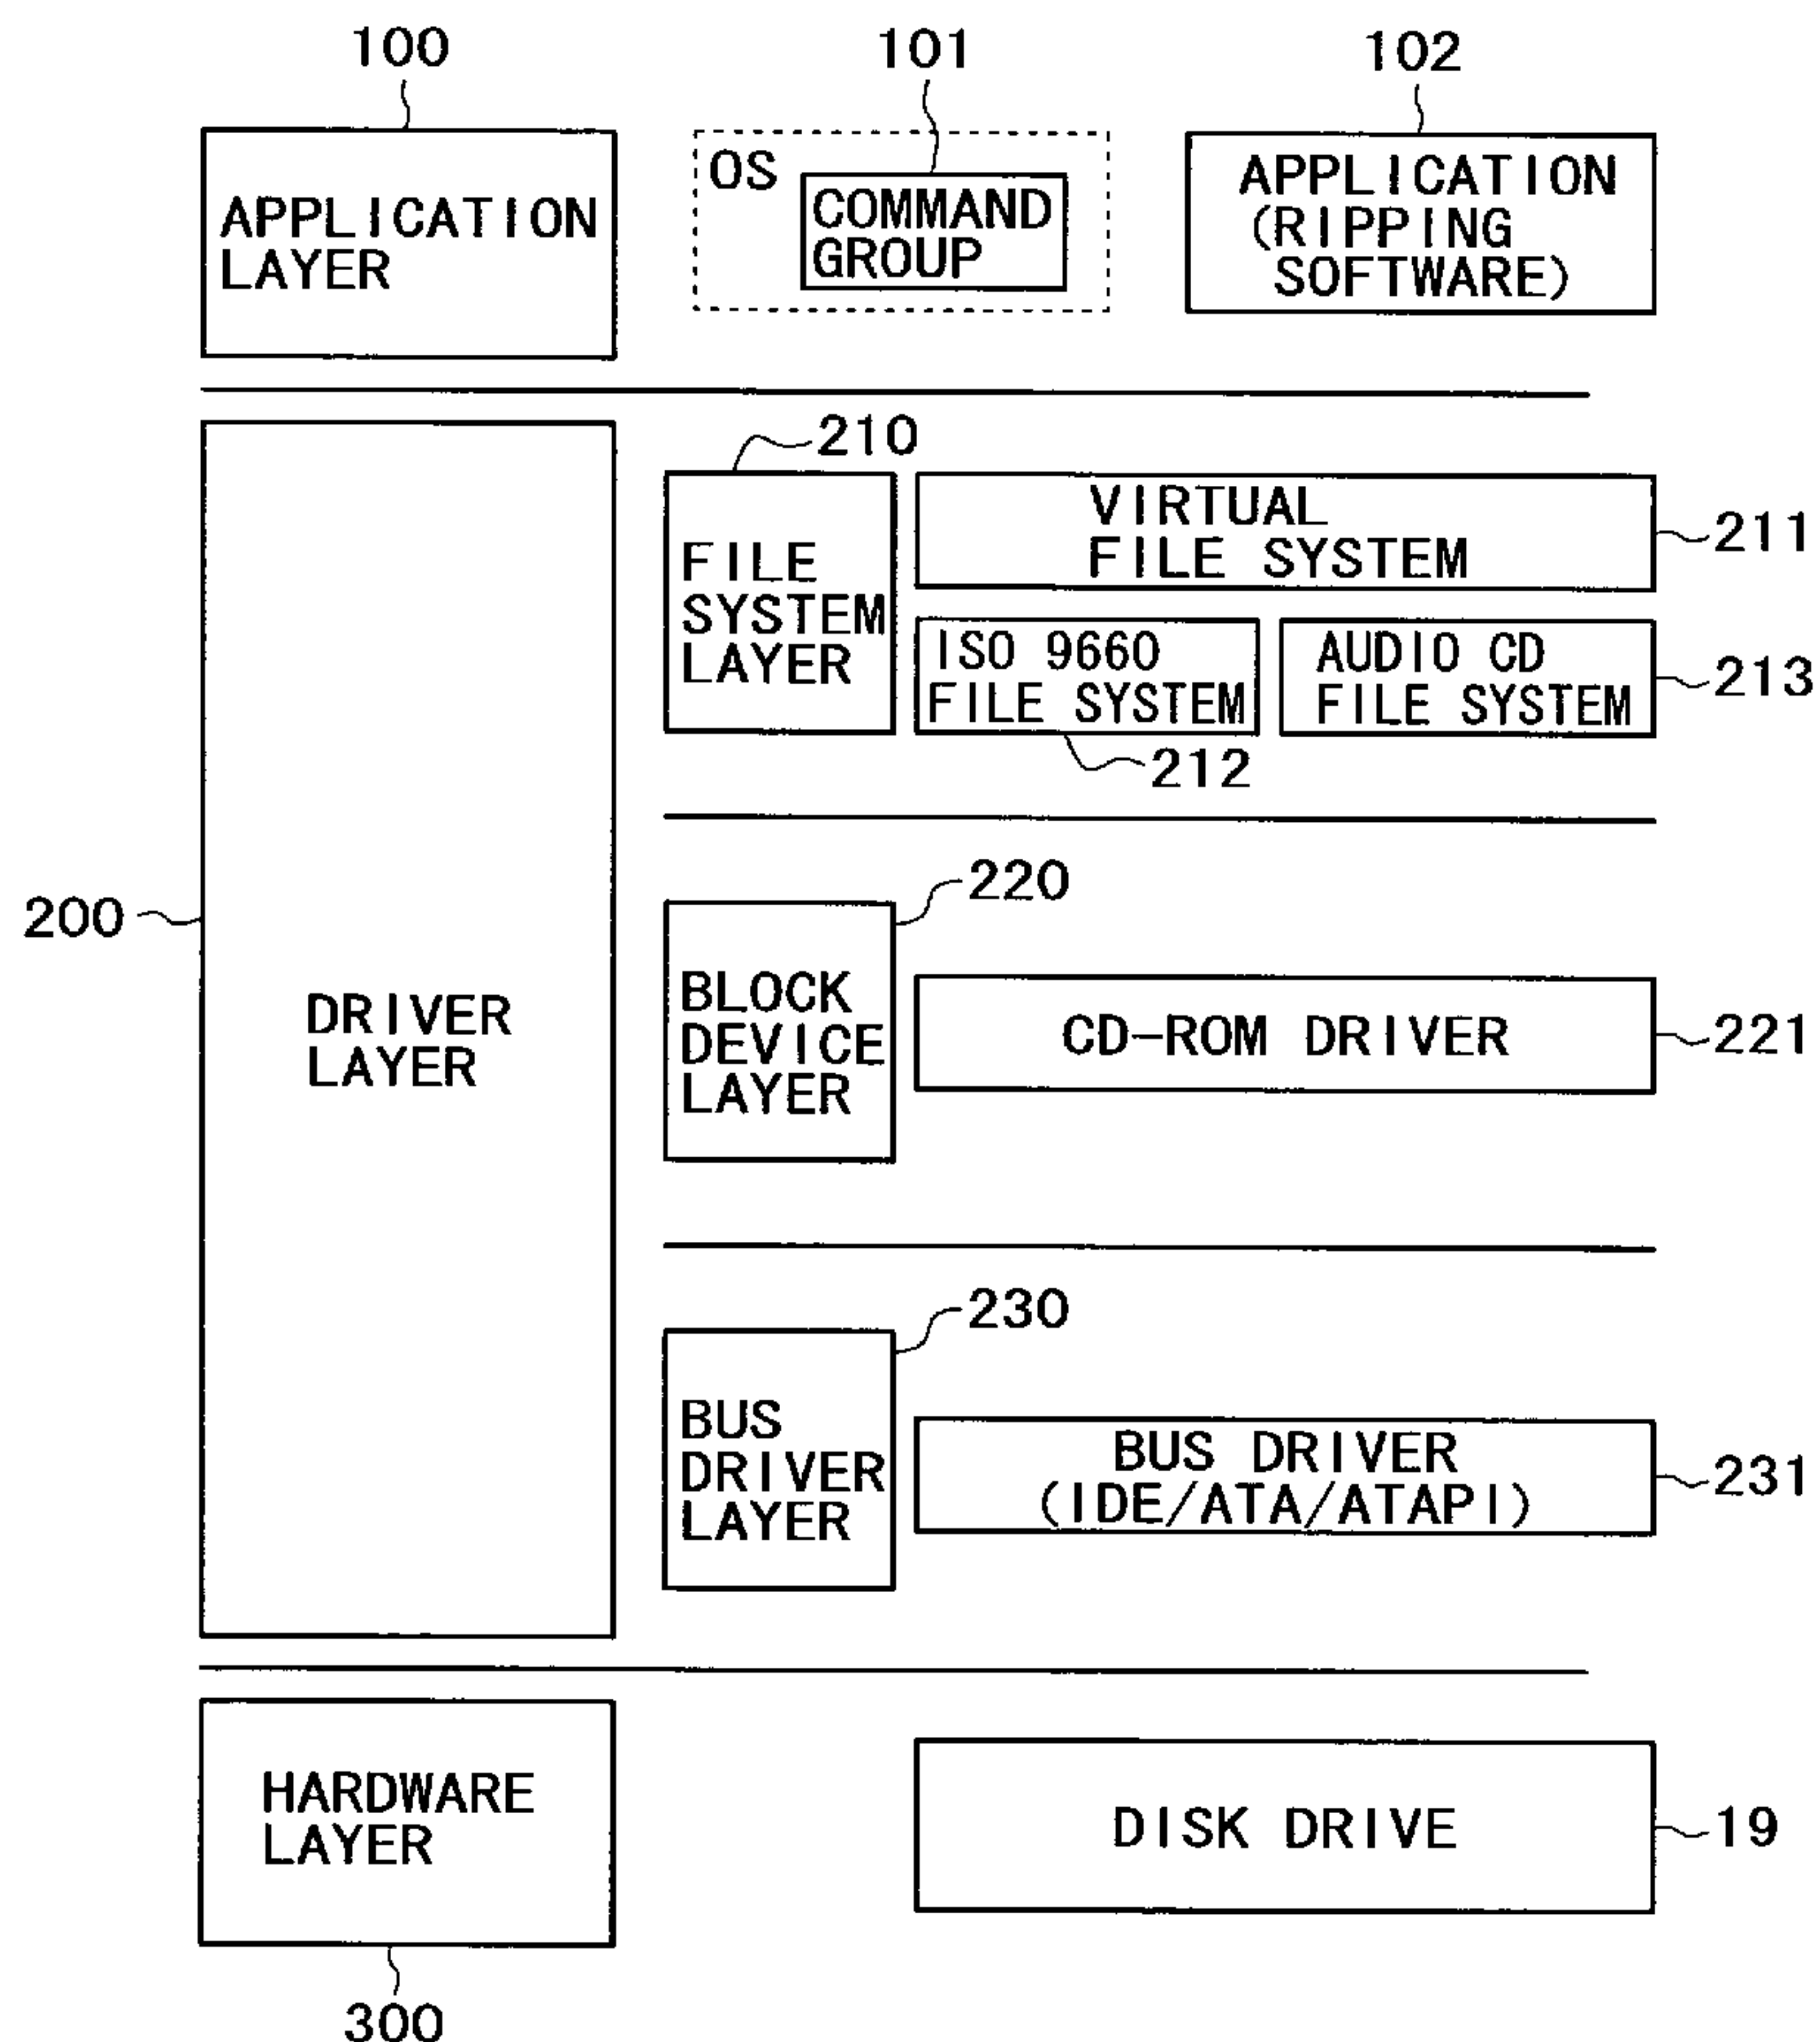 100
101
102
APPLICATION
LAYER
OS
COMMAND
GROUP
APPLICATION
(RIPPING
SOFTWARE)
210
FILE
SYSTEM
LAYER
VIRTUAL
FILE SYSTEM
211
ISO 9660
FILE SYSTEM
212
AUDIO CD
FILE SYSTEM
213
200
DRIVER
LAYER
220
BLOCK
DEVICE
LAYER
CD-ROM DRIVER
221
230
BUS
DRIVER
LAYER
BUS DRIVER
(IDE/ATA/ATAPI)
231
HARDWARE
LAYER
300
DISK DRIVE
19